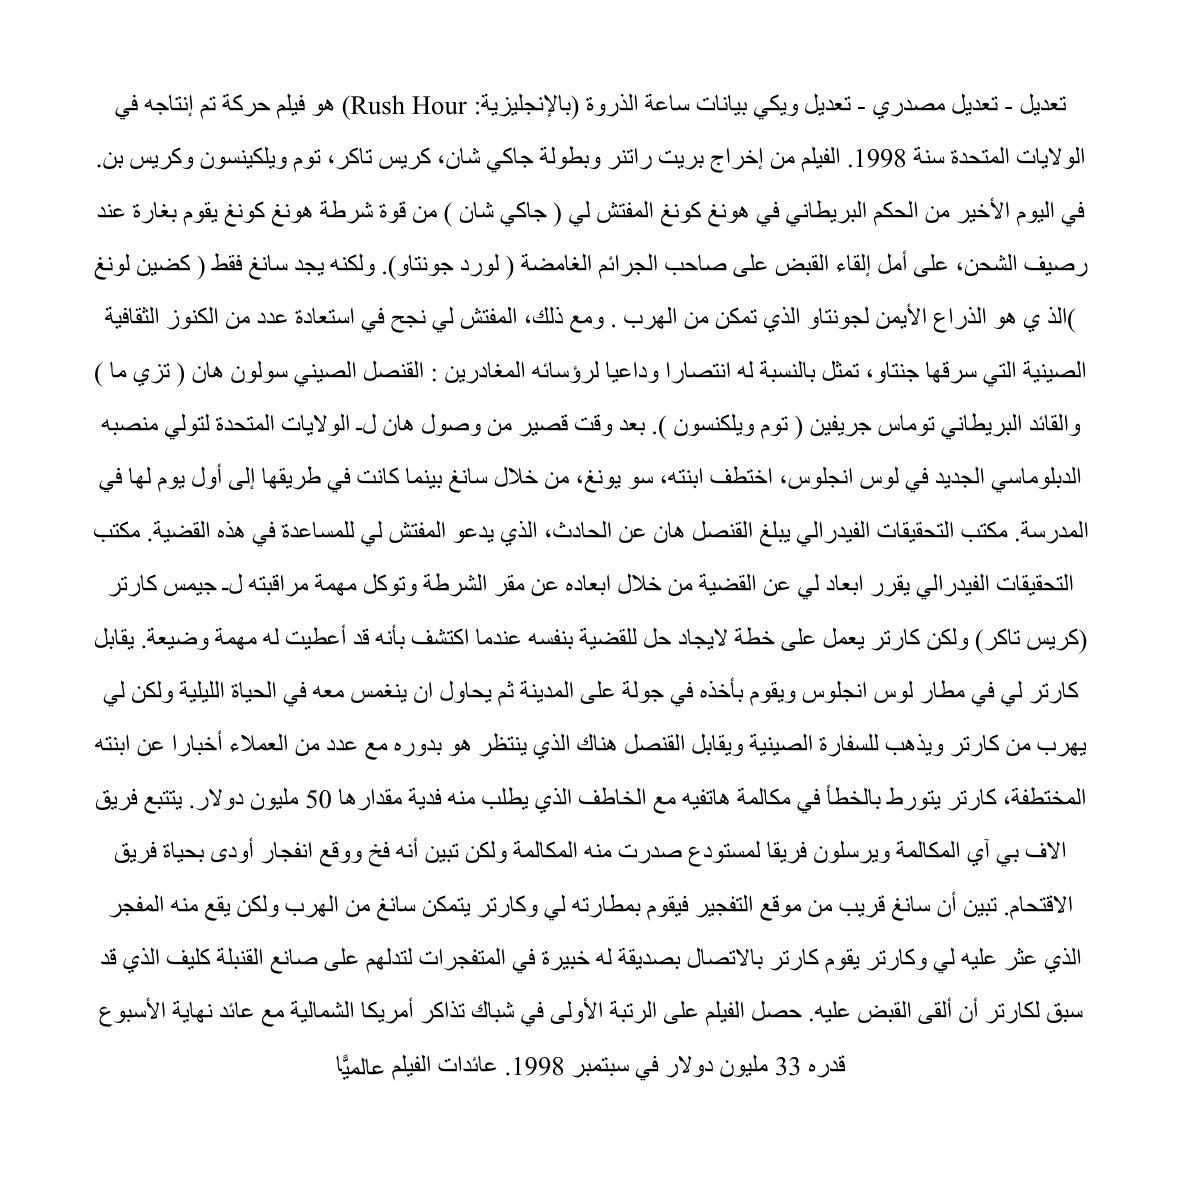 تعديل - تعديل مصدري - تعديل ويكي بيانات ساعة الذروة (بالإنجليزية: Rush Hour) هو فيلم حركة تم إنتاجه في
الولايات المتحدة سنة 1998. الفيلم من إخراج بريت راتنر وبطولة جاكي شان، كريس تاكر، توم ويلكينسون وكريس بن.
في اليوم الأخير من الحكم البريطاني في هونغ كونغ المفتش لي ( جاكي شان ) من قوة شرطة هونغ كونغ يقوم بغارة عند
رصيف الشحن، على أمل إلقاء القبض على صاحب الجرائم الغامضة ( لورد جونتاو). ولكنه يجد سانغ فقط ( كضين لونغ
)الذ ي هو الذراع الأيمن لجونتاو الذي تمكن من الهرب . ومع ذلك، المفتش لي نجح في استعادة عدد من الكنوز الثقافية
الصينية التي سرقها جنتاو، تمثل بالنسبة له انتصارا وداعيا لرؤسائه المغادرين : القنصل الصيني سولون هان ( تزي ما )
والقائد البريطاني توماس جريفين ( توم ويلكنسون ). بعد وقت قصير من وصول هان لـ الولايات المتحدة لتولي منصبه
الدبلوماسي الجديد في لوس انجلوس، اختطف ابنته، سو يونغ، من خلال سانغ بينما كانت في طريقها إلى أول يوم لها في
المدرسة. مكتب التحقيقات الفيدرالي يبلغ القنصل هان عن الحادث، الذي يدعو المفتش لي للمساعدة في هذه القضية. مكتب
التحقيقات الفيدرالي يقرر ابعاد لي عن القضية من خلال ابعاده عن مقر الشرطة وتوكل مهمة مراقبته لـ جيمس كارتر
(كريس تاكر) ولكن كارتر يعمل على خطة لايجاد حل للقضية بنفسه عندما اكتشف بأنه قد أعطيت له مهمة وضيعة. يقابل
كارتر لي في مطار لوس انجلوس ويقوم بأخذه في جولة على المدينة ثم يحاول ان ينغمس معه في الحياة الليلية ولكن لي
يهرب من كارتر ويذهب للسفارة الصينية ويقابل القنصل هناك الذي ينتظر هو بدوره مع عدد من العملاء أخبارا عن ابنته
المختطفة، كارتر يتورط بالخطأ في مكالمة هاتفيه مع الخاطف الذي يطلب منه فدية مقدارها 50 مليون دولار. يتتبع فريق
الاف بي آي المكالمة ويرسلون فريقا لمستودع صدرت منه المكالمة ولكن تبين أنه فخ ووقع انفجار أودى بحياة فريق
الاقتحام. تبين أن سانغ قريب من موقع التفجير فيقوم بمطارته لي وكارتر يتمكن سانغ من الهرب ولكن يقع منه المفجر
الذي عثر عليه لي وكارتر يقوم كارتر بالاتصال بصديقة له خبيرة في المتفجرات لتدلهم على صانع القنبلة كليف الذي قد
سبق لكارتر أن ألقى القبض عليه. حصل الفيلم على الرتبة الأولى في شباك تذاكر أمريكا الشمالية مع عائد نهاية الأسبوع
قدره 33 مليون دولار في سبتمبر 1998. عائدات الفيلم عالميًّا